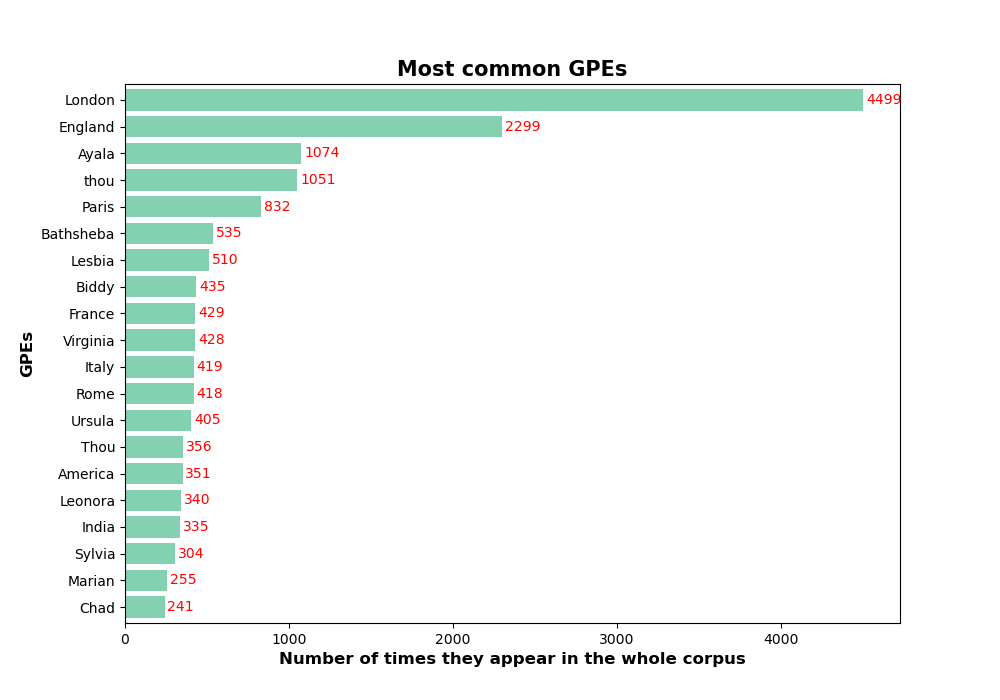 Most common GPEs
London 4499
England 2299
Ayala 1074
thou 1051
Paris 832
Bathsheba 535
Lesbia 510
Biddy 435
France 429
Virginia 428
Italy 419
Rome 418
Ursula 405
Thou 356
America 351
Leonora 340
India 335
Sylvia 304
Marian 255
Chad 241
GPEs
0 1000 2000 3000 4000
Number of times they appear in the whole corpus